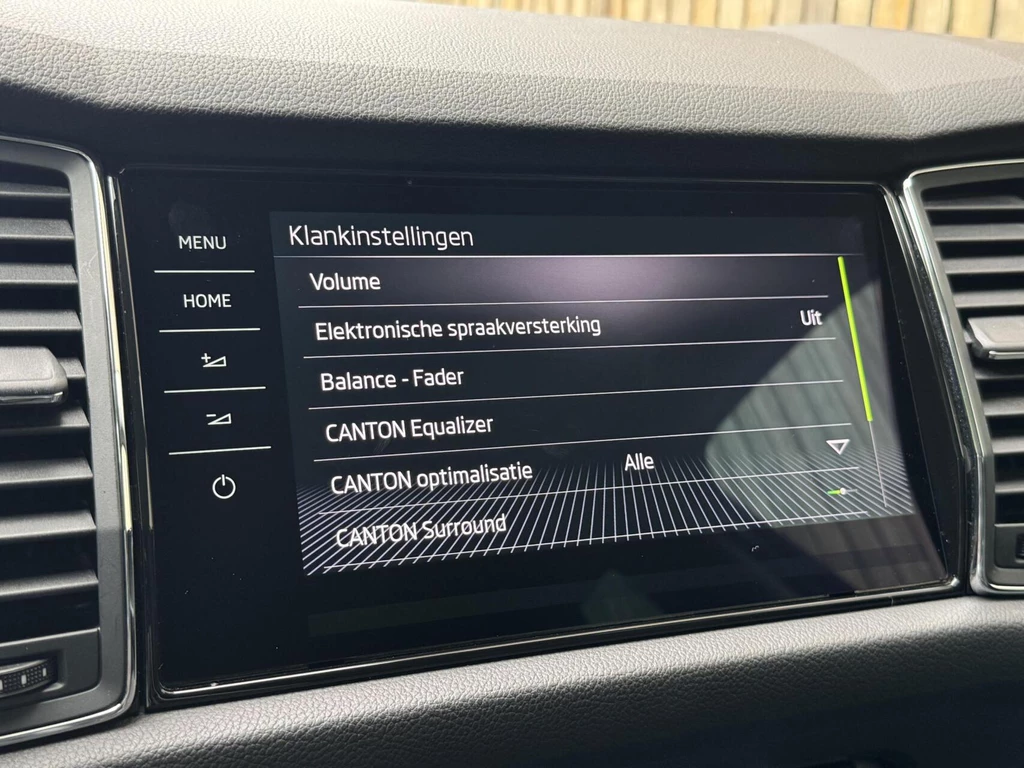 MENU
HOME
Klankinstellingen
Volume
Elektronische spraakversterking Uit
Balance - Fader
CANTON Equalizer
CANTON optimalisatie Alle
CANTON Surround